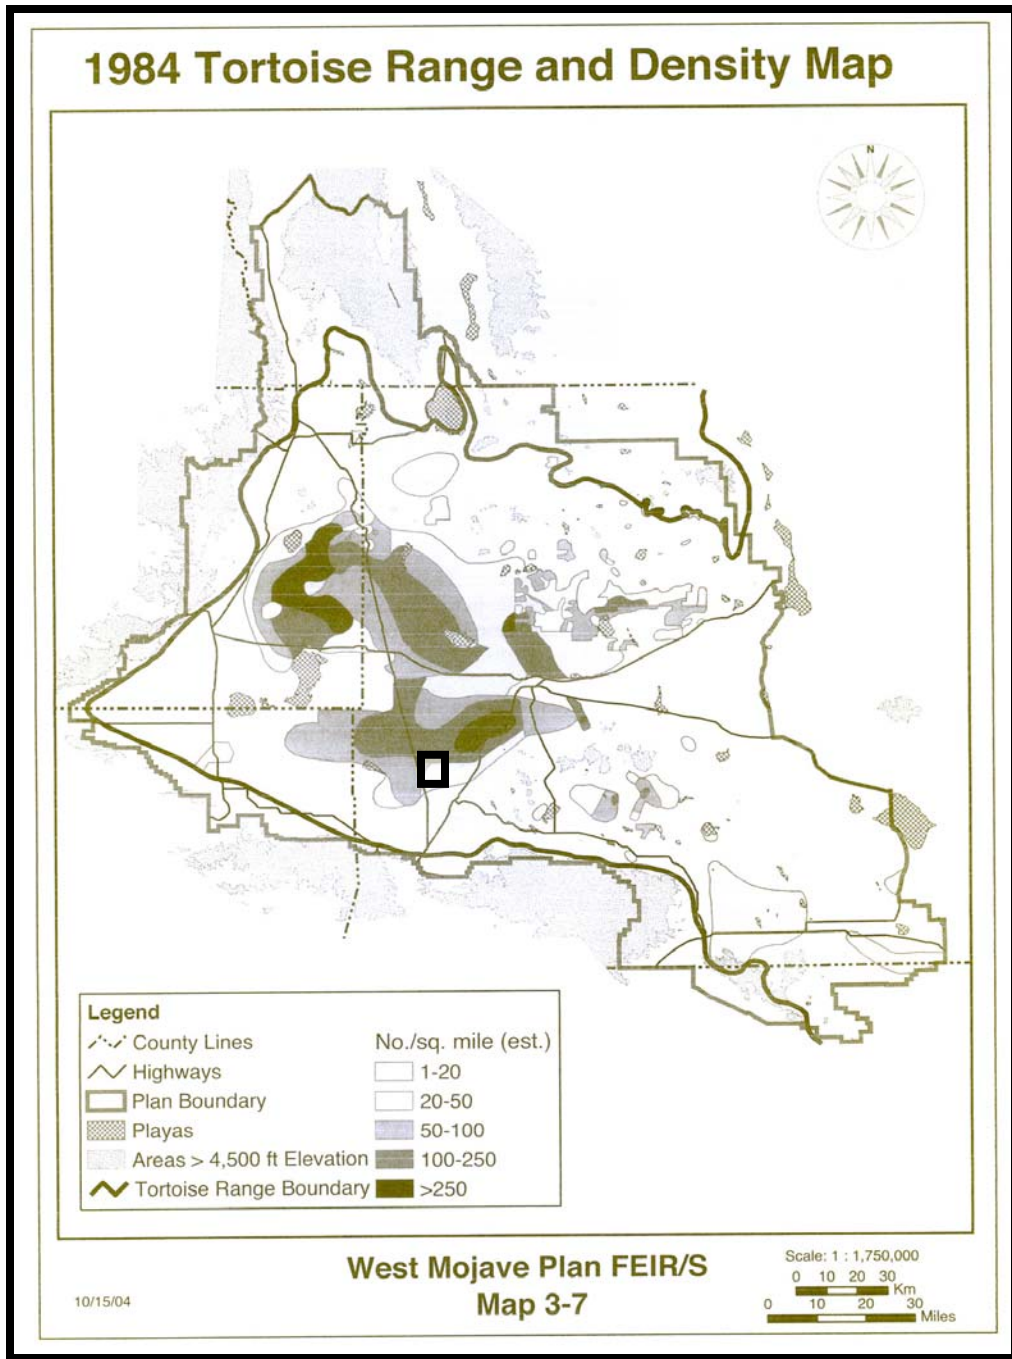 1984 Tortoise Range and Density Map
N
Legend
County Lines
Highways
Plan Boundary
Playas
Areas > 4,500 ft Elevation
Tortoise Range Boundary
No./sq. mile (est.)
1-20
20-50
50-100
100-250
>250
10/15/04
West Mojave Plan FEIR/S
Map 3-7
Scale: 1 : 1,750,000
0 10 20 30
Km
0 10 20 30
Miles